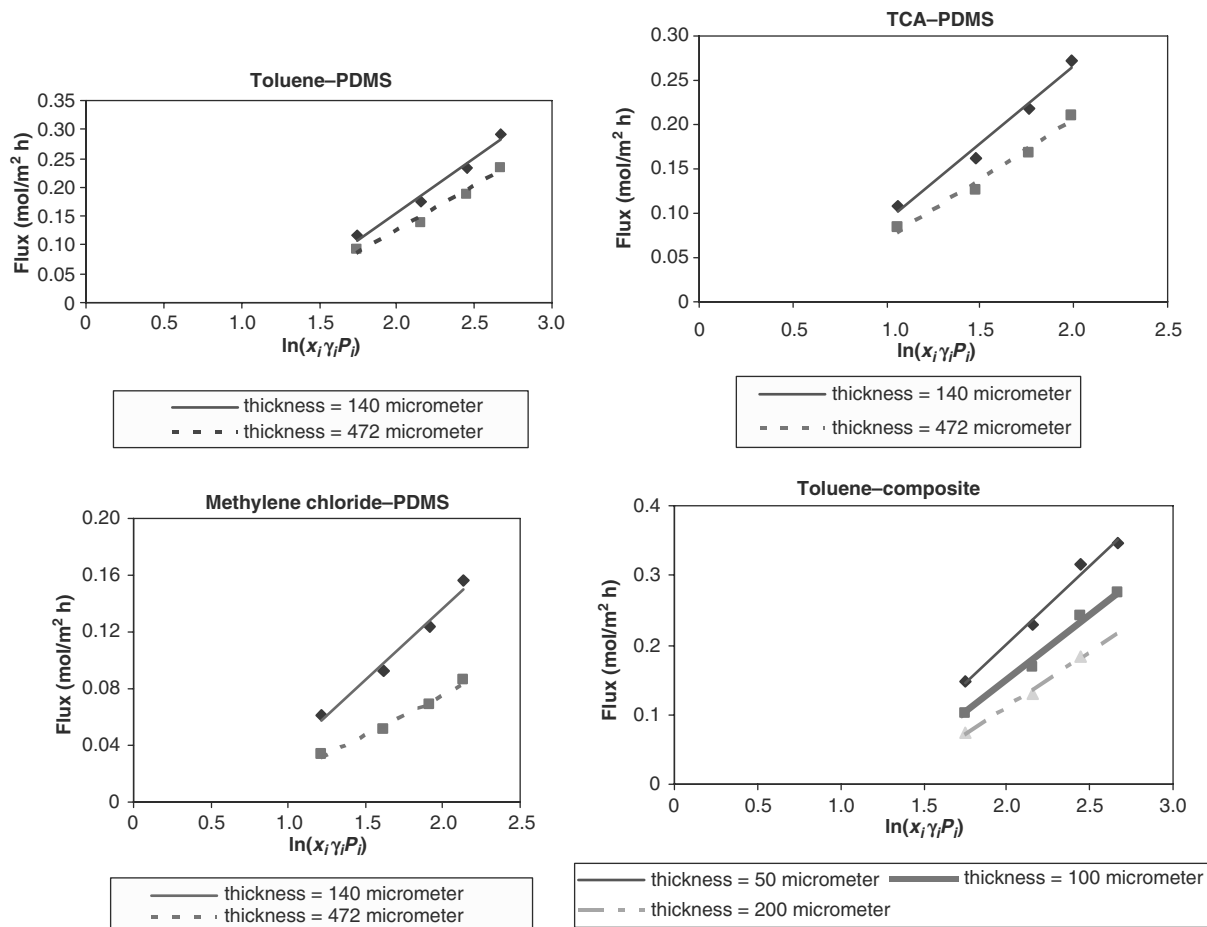 Toluene–PDMS
Flux (mol/m² h)
0.35
0.30
0.25
0.20
0.15
0.10
0.05
0
0 0.5 1.0 1.5 2.0 2.5 3.0
ln(xᵢγᵢPᵢ)
thickness = 140 micrometer
thickness = 472 micrometer
TCA–PDMS
Flux (mol/m² h)
0.30
0.25
0.20
0.15
0.10
0.05
0
0 0.5 1.0 1.5 2.0 2.5
ln(xᵢγᵢPᵢ)
thickness = 140 micrometer
thickness = 472 micrometer
Methylene chloride–PDMS
Flux (mol/m² h)
0.20
0.16
0.12
0.08
0.04
0
0 0.5 1.0 1.5 2.0 2.5
ln(xᵢγᵢPᵢ)
thickness = 140 micrometer
thickness = 472 micrometer
Toluene–composite
Flux (mol/m² h)
0.4
0.3
0.2
0.1
0
0 0.5 1.0 1.5 2.0 2.5 3.0
ln(xᵢγᵢPᵢ)
thickness = 50 micrometer thickness = 100 micrometer
thickness = 200 micrometer